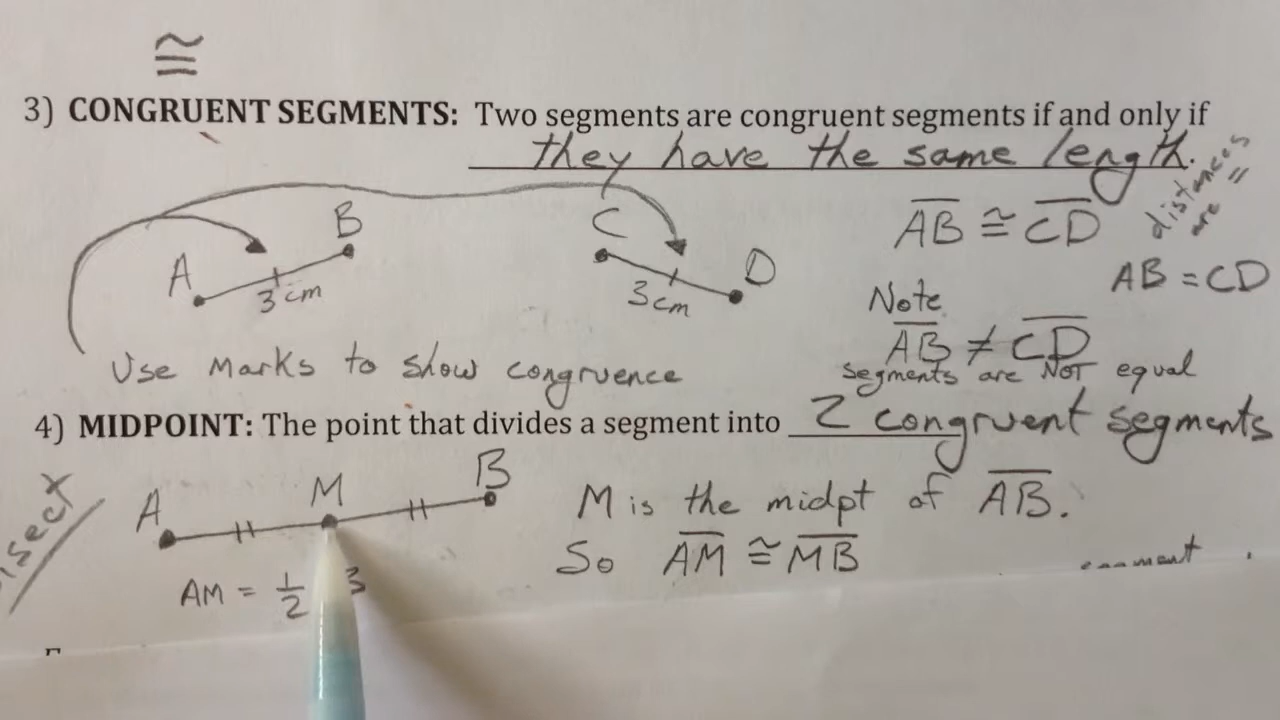 ≅
3) CONGRUENT SEGMENTS: Two segments are congruent segments if and only if
they have the same length.
distances are =
A B C D
3 cm 3 cm
AB ≅ CD
AB = CD
Note
AB ≠ CD
segments are NOT equal
Use Marks to show congruence
4) MIDPOINT: The point that divides a segment into 2 congruent segments
A M B
M is the midpt of AB.
So AM ≅ MB
AM = 1/2